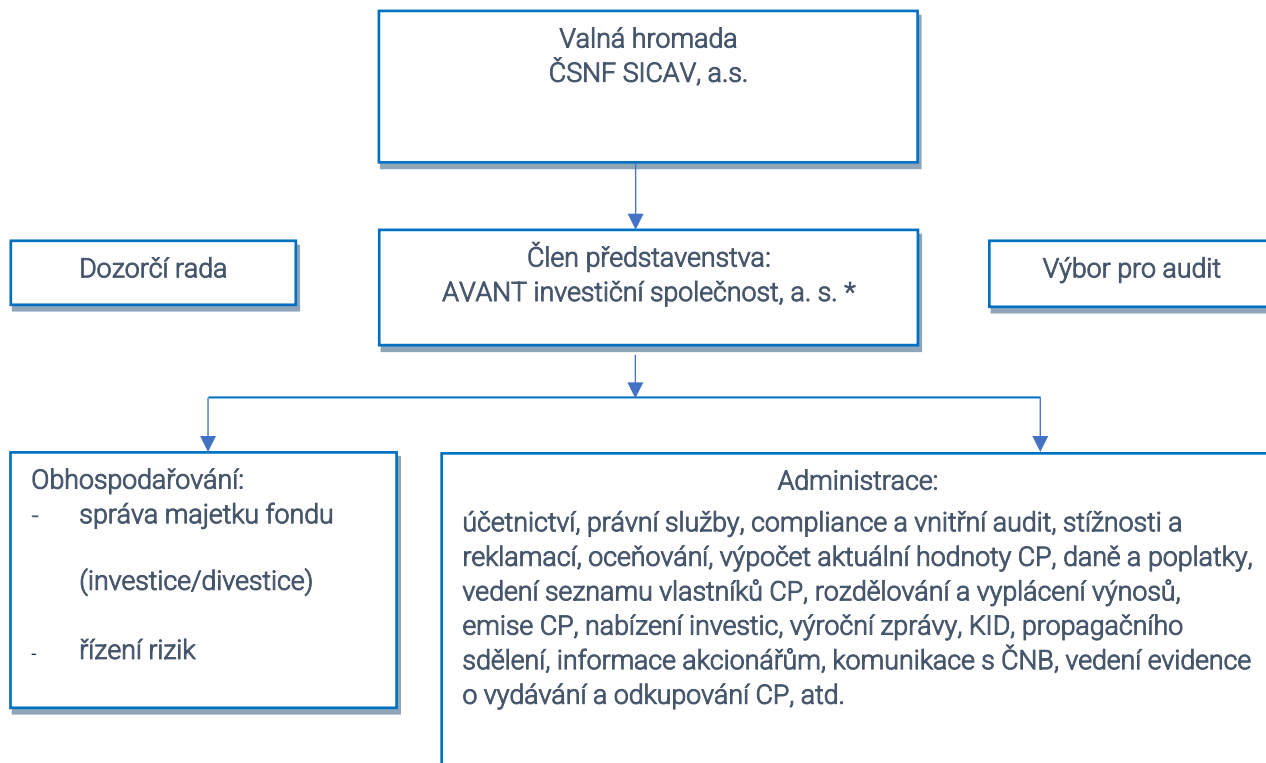 Valná hromada
ČSNF SICAV, a.s.
Dozorčí rada
Člen představenstva:
AVANT investiční společnost, a. s. *
Výbor pro audit
Obhospodařování:
- správa majetku fondu
(investice/divestice)
- řízení rizik
Administrace:
účetnictví, právní služby, compliance a vnitřní audit, stížnosti a
reklamací, oceňování, výpočet aktuální hodnoty CP, daně a poplatky,
vedení seznamu vlastníků CP, rozdělování a vyplácení výnosů,
emise CP, nabízení investic, výroční zprávy, KID, propagačního
sdělení, informace akcionářům, komunikace s ČNB, vedení evidence
o vydávání a odkupování CP, atd.